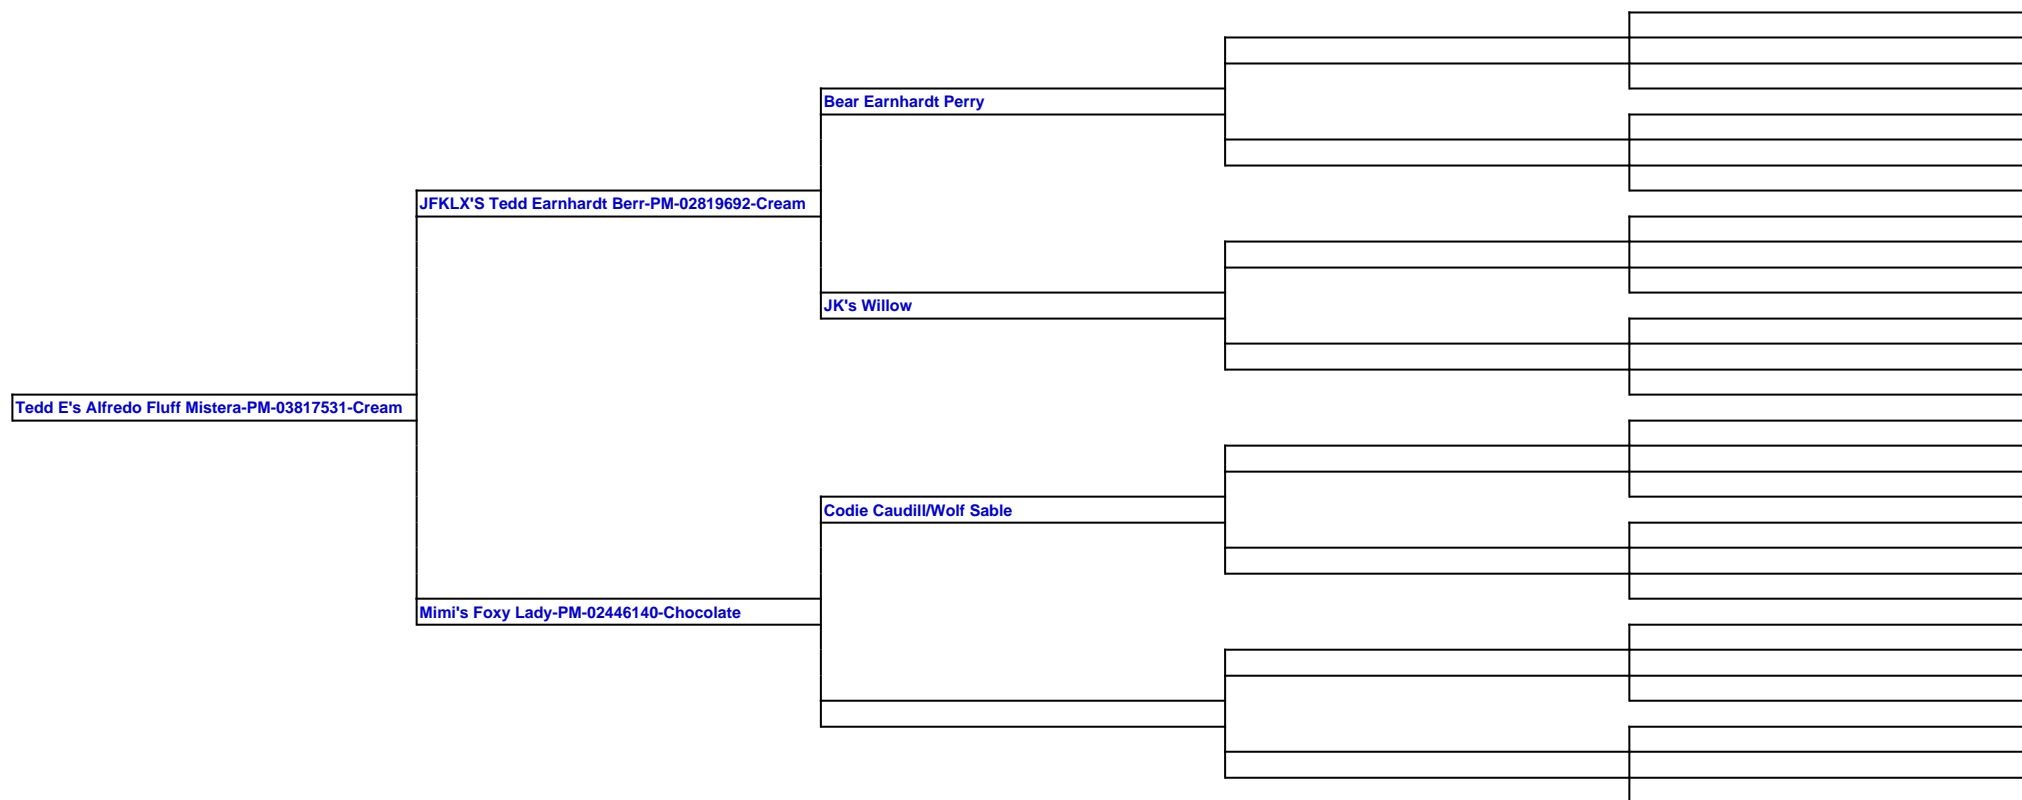 Bear Earnhardt Perry
JFKLX'S Tedd Earnhardt Berr-PM-02819692-Cream
JK's Willow
Tedd E's Alfredo Fluff Mistera-PM-03817531-Cream
Codie Caudill/Wolf Sable
Mimi's Foxy Lady-PM-02446140-Chocolate